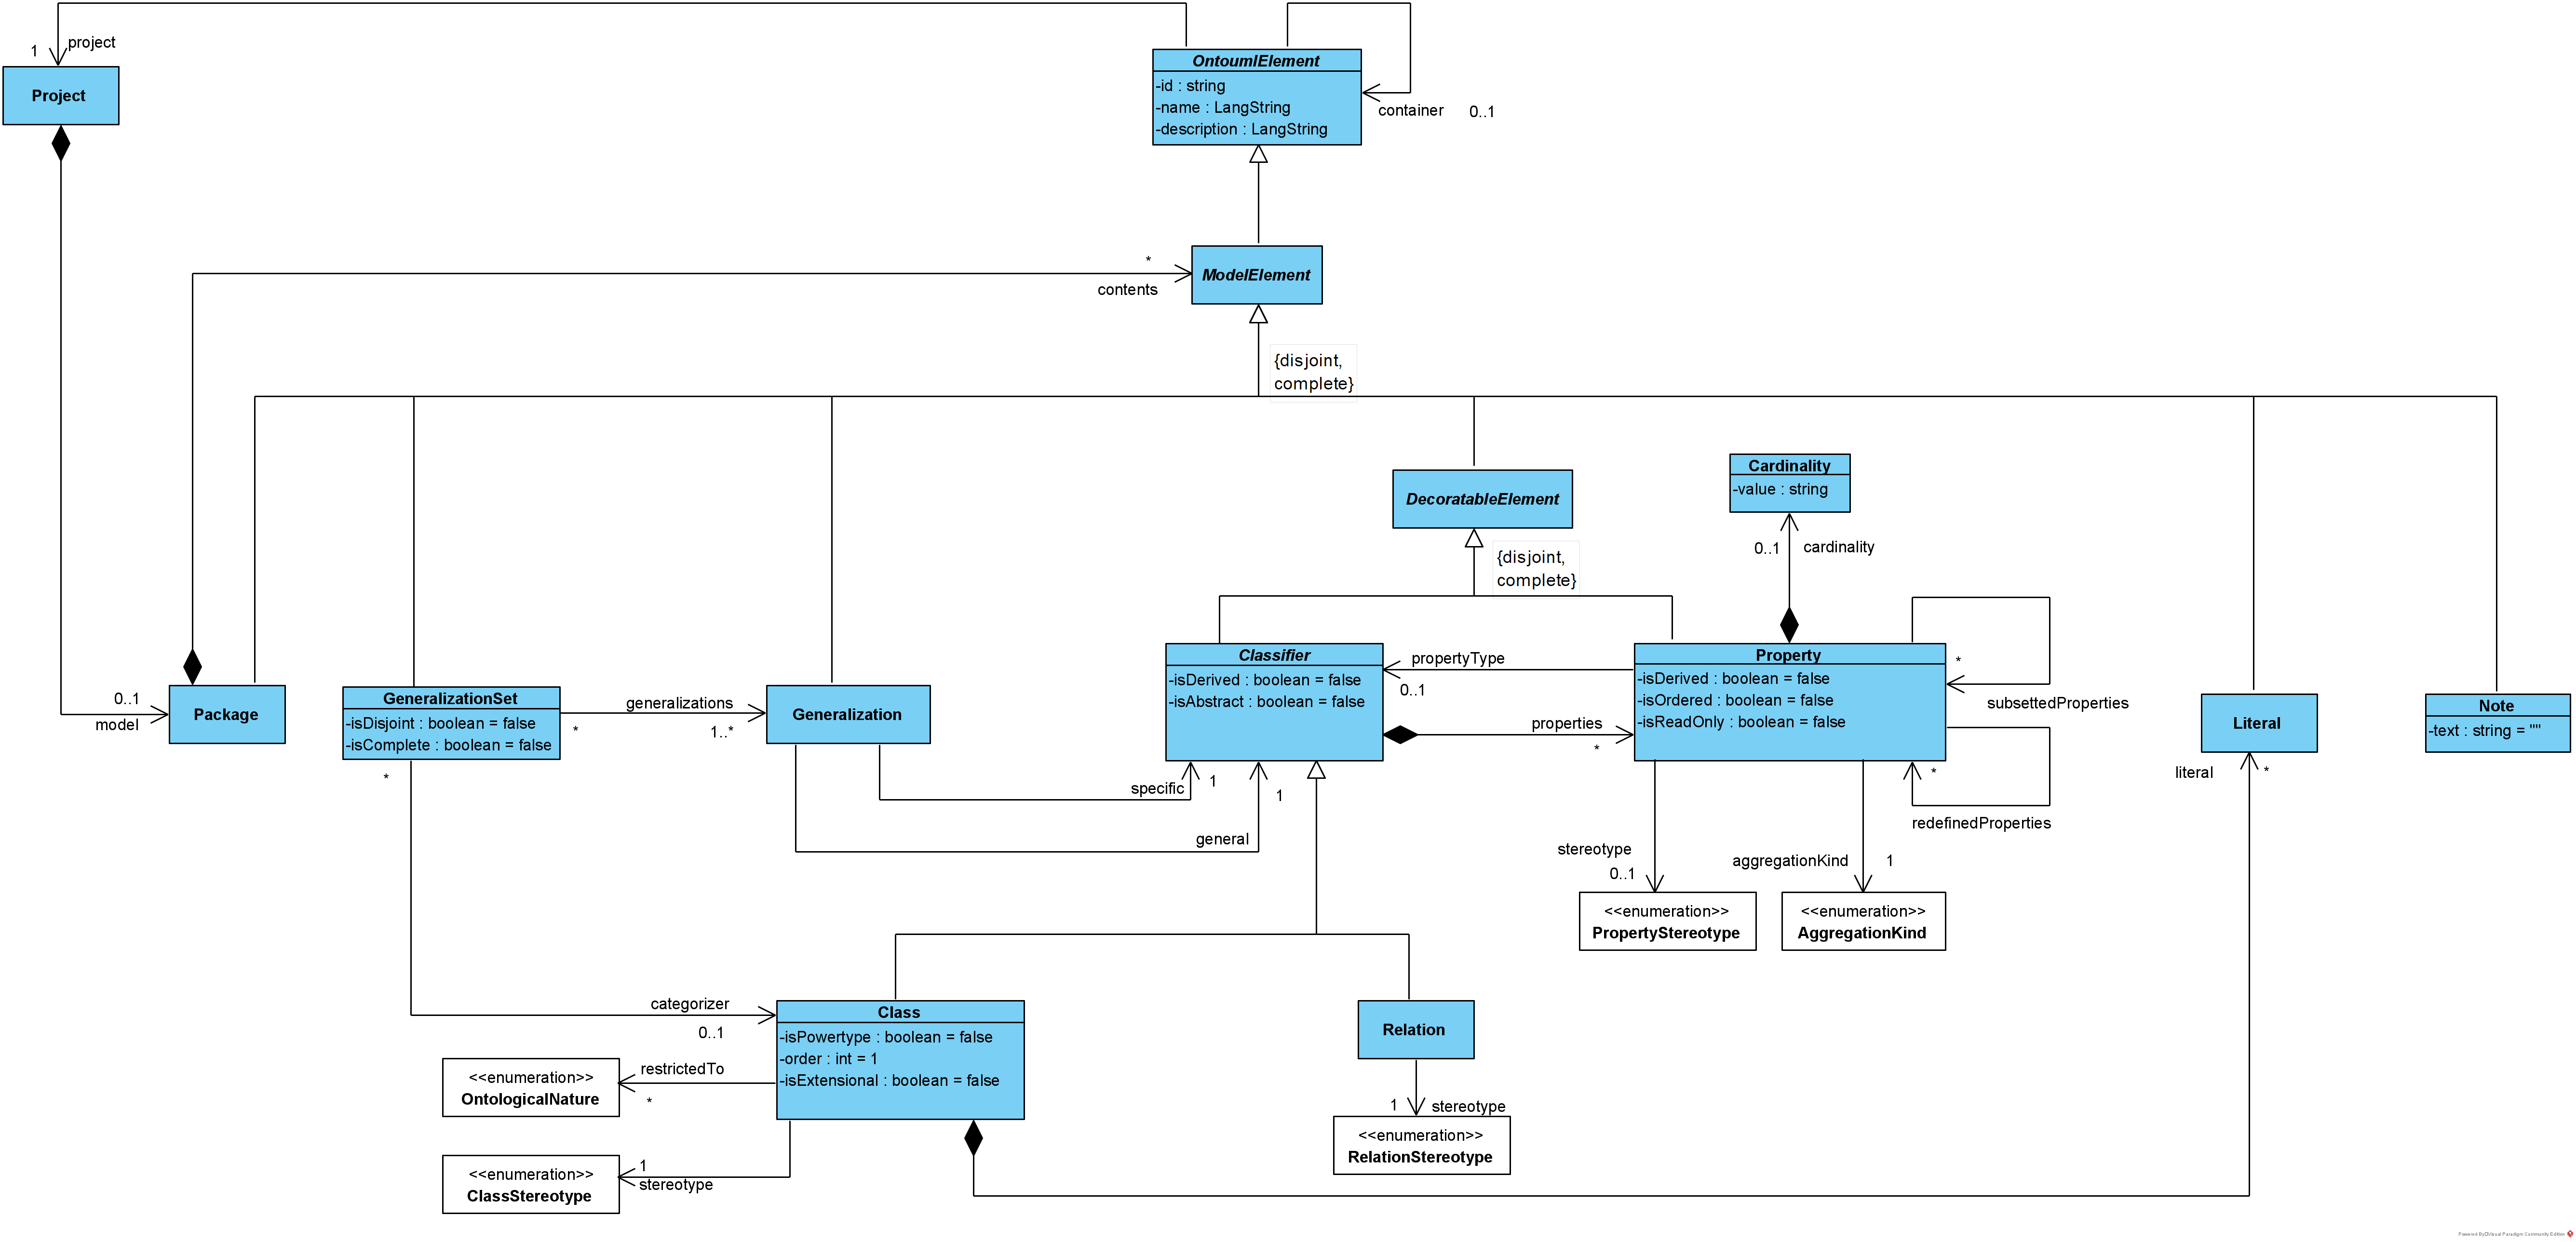 project
1
Project
OntoumlElement
-id : string
-name : LangString
-description : LangString
container
0..1
*
contents
ModelElement
{disjoint,
complete}
DecoratableElement
Cardinality
-value : string
0..1
cardinality
{disjoint,
complete}
0..1
model
Package
GeneralizationSet
-isDisjoint : boolean = false
-isComplete : boolean = false
*
generalizations
1..*
*
Generalization
specific
1
general
1
Classifier
-isDerived : boolean = false
-isAbstract : boolean = false
propertyType
0..1
properties
*
Property
-isDerived : boolean = false
-isOrdered : boolean = false
-isReadOnly : boolean = false
*
subsettedProperties
*
redefinedProperties
Literal
literal
*
Note
-text : string = ""
stereotype
0..1
aggregationKind
1
<<enumeration>>
PropertyStereotype
<<enumeration>>
AggregationKind
categorizer
0..1
Class
-isPowertype : boolean = false
-order : int = 1
-isExtensional : boolean = false
Relation
restrictedTo
*
<<enumeration>>
OntologicalNature
1
stereotype
<<enumeration>>
ClassStereotype
1
stereotype
<<enumeration>>
RelationStereotype
Visual Paradigm Community Edition